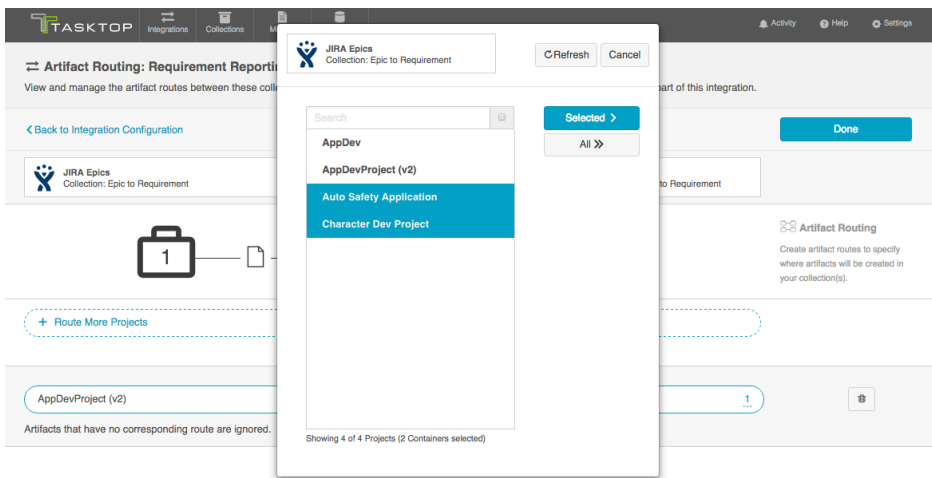 TASKTOP
Integrations
Collections
Activity
Help
Settings
Artifact Routing: Requirement Reporti
View and manage the artifact routes between these coll
part of this integration.
Back to Integration Configuration
Done
JIRA Epics
Collection: Epic to Requirement
to Requirement
1
Artifact Routing
Create artifact routes to specify
where artifacts will be created in
your collection(s).
+ Route More Projects
AppDevProject (v2)
1
Artifacts that have no corresponding route are ignored.
JIRA Epics
Collection: Epic to Requirement
Refresh
Cancel
Search
AppDev
AppDevProject (v2)
Auto Safety Application
Character Dev Project
Selected
All
Showing 4 of 4 Projects (2 Containers selected)